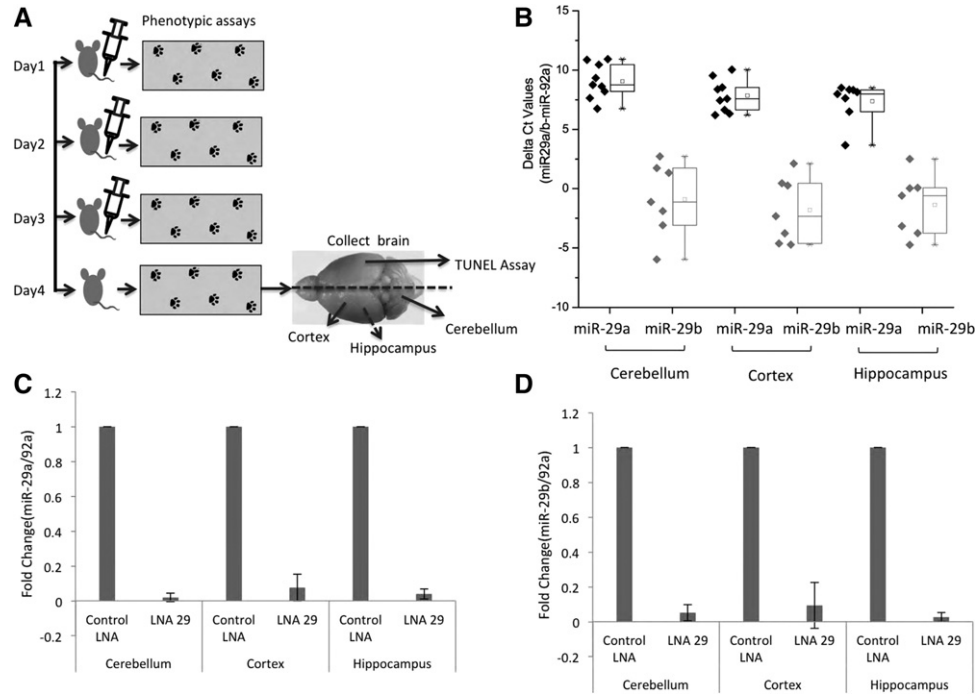 A
Phenotypic assays
Day1
Day2
Day3
Day4
Collect brain
TUNEL Assay
Cortex
Hippocampus
Cerebellum
B
Delta Ct Values
(miR29a/b-miR-92a)
15
10
5
0
-5
-10
miR-29a miR-29b miR-29a miR-29b miR-29a miR-29b
Cerebellum Cortex Hippocampus
C
Fold Change(miR-29a/92a)
1.2
1
0.8
0.6
0.4
0.2
0
-0.2
Control LNA 29 Control LNA 29 Control LNA 29
LNA LNA LNA
Cerebellum Cortex Hippocampus
D
Fold Change(miR-29b/92a)
1.2
1
0.8
0.6
0.4
0.2
0
-0.2
Control LNA 29 Control LNA 29 Control LNA 29
LNA LNA LNA
Cerebellum Cortex Hippocampus